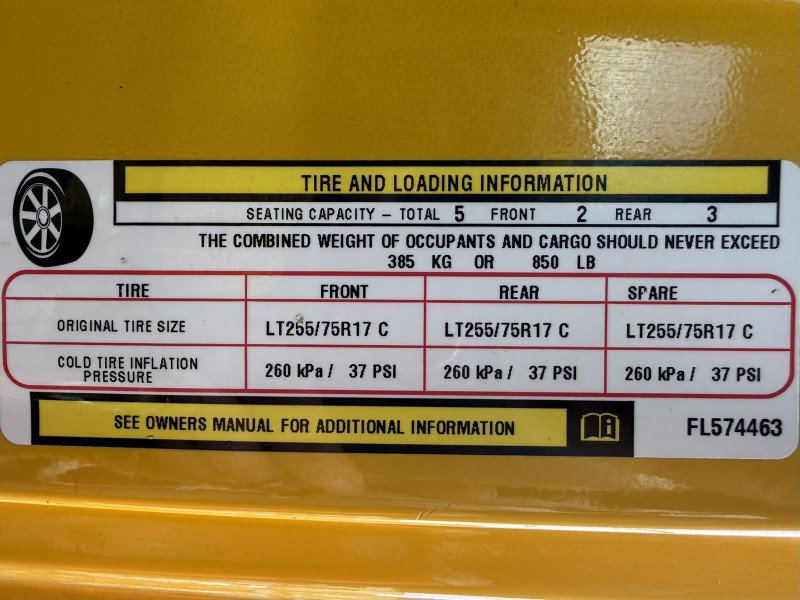 TIRE AND LOADING INFORMATION
SEATING CAPACITY – TOTAL 5 FRONT 2 REAR 3
THE COMBINED WEIGHT OF OCCUPANTS AND CARGO SHOULD NEVER EXCEED
385 KG OR 850 LB
TIRE FRONT REAR SPARE
ORIGINAL TIRE SIZE LT255/75R17 C LT255/75R17 C LT255/75R17 C
COLD TIRE INFLATION PRESSURE 260 kPa / 37 PSI 260 kPa / 37 PSI 260 kPa / 37 PSI
SEE OWNERS MANUAL FOR ADDITIONAL INFORMATION
FL574463